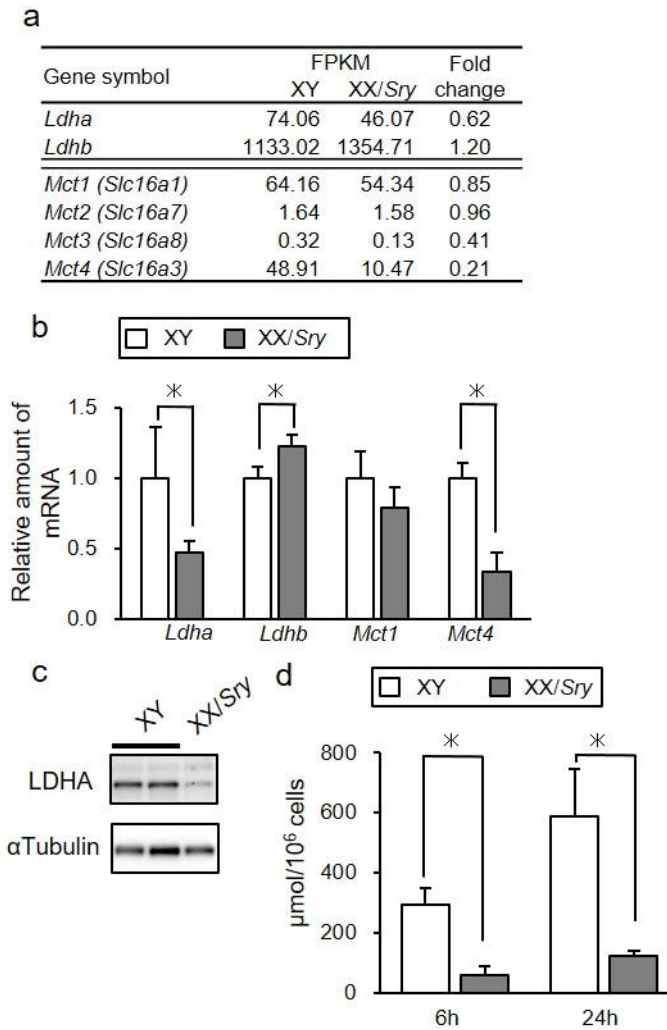 a
Gene symbol FPKM Fold change
XY XX/Sry
Ldha 74.06 46.07 0.62
Ldhb 1133.02 1354.71 1.20
Mct1 (Slc16a1) 64.16 54.34 0.85
Mct2 (Slc16a7) 1.64 1.58 0.96
Mct3 (Slc16a8) 0.32 0.13 0.41
Mct4 (Slc16a3) 48.91 10.47 0.21
b
XY XX/Sry
Relative amount of
mRNA
1.5
1.0
0.5
0.0
* * *
Ldha Ldhb Mct1 Mct4
c
XY XX/Sry
LDHA
αTubulin
d
XY XX/Sry
μmol/10⁶ cells
800
600
400
200
0
* *
6h 24h